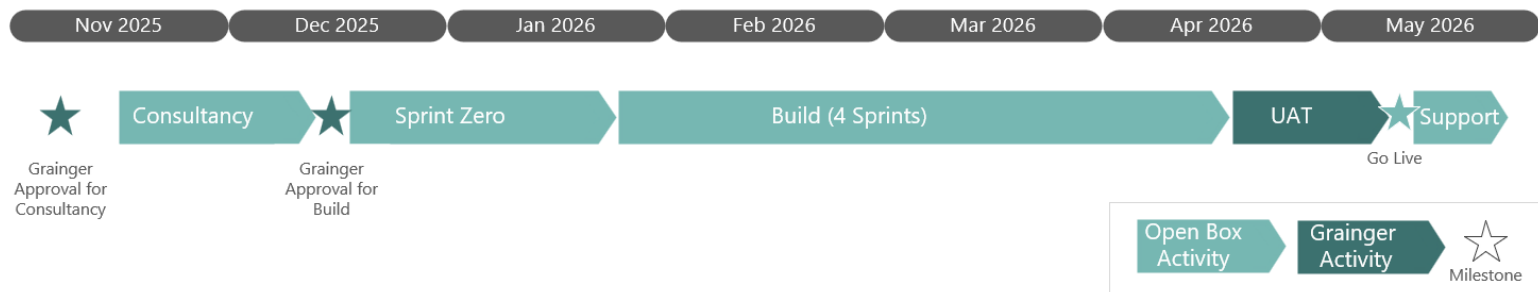 Nov 2025
Dec 2025
Jan 2026
Feb 2026
Mar 2026
Apr 2026
May 2026
Consultancy
Sprint Zero
Build (4 Sprints)
UAT
Support
Grainger
Approval for
Consultancy
Grainger
Approval for
Build
Go Live
Open Box
Activity
Grainger
Activity
Milestone